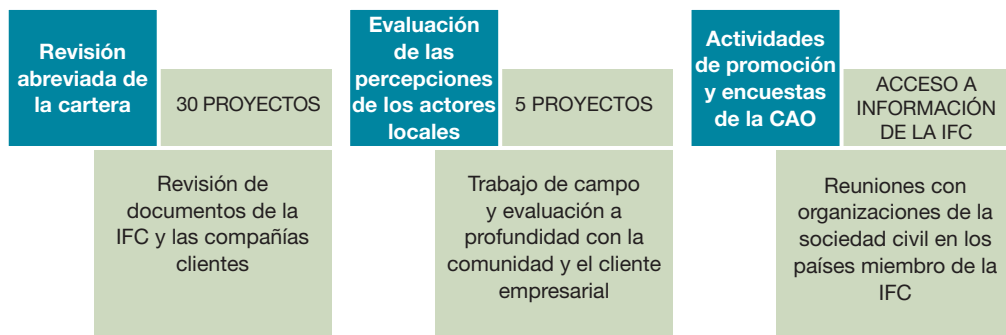 Revisión
abreviada de
la cartera
30 PROYECTOS
Revisión de
documentos de la
IFC y las compañías
clientes
Evaluación
de las
percepciones
de los actores
locales
5 PROYECTOS
Trabajo de campo
y evaluación a
profundidad con la
comunidad y el cliente
empresarial
Actividades
de promoción
y encuestas
de la CAO
ACCESO A
INFORMACIÓN
DE LA IFC
Reuniones con
organizaciones de la
sociedad civil en los
países miembro de la
IFC